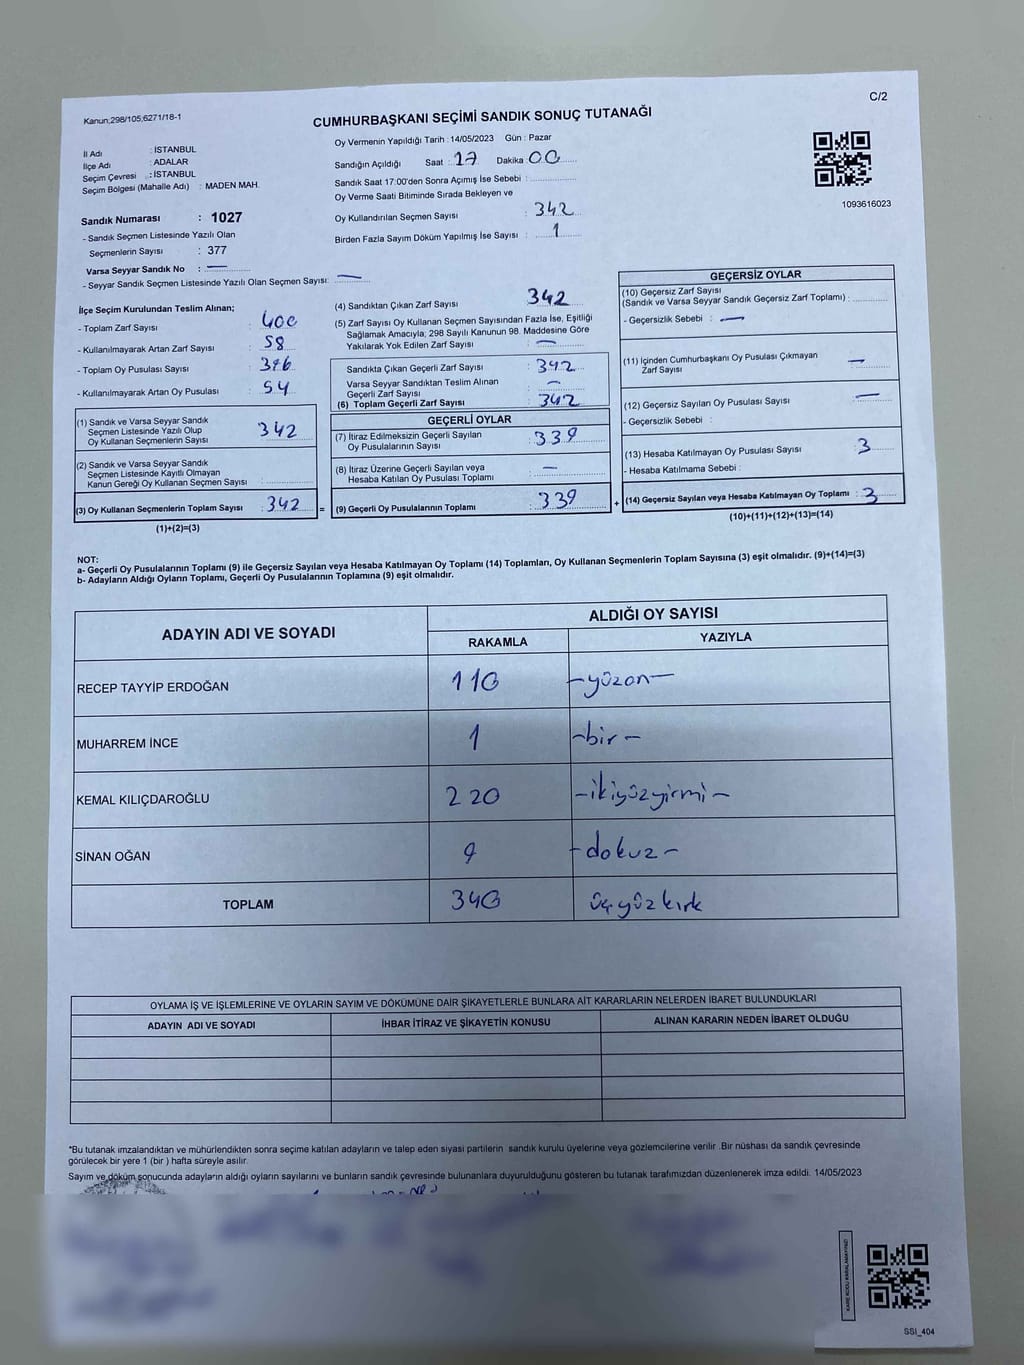 C/2
Kanun;298/105;6271/18-1
CUMHURBAŞKANI SEÇİMİ SANDIK SONUÇ TUTANAĞI
İl Adı : İSTANBUL
İlçe Adı : ADALAR
Seçim Çevresi : İSTANBUL
Seçim Bölgesi (Mahalle Adı) : MADEN MAH.
Sandık Numarası : 1027
- Sandık Seçmen Listesinde Yazılı Olan
Seçmenlerin Sayısı : 377
Varsa Seyyar Sandık No : —
- Seyyar Sandık Seçmen Listesinde Yazılı Olan Seçmen Sayısı: —
Oy Vermenin Yapıldığı Tarih : 14/05/2023 Gün : Pazar
Sandığın Açıldığı Saat : 17 Dakika 00
Sandık Saat 17:00'den Sonra Açımış İse Sebebi :
Oy Verme Saati Bitiminde Sırada Bekleyen ve
Oy Kullandırılan Seçmen Sayısı : 342
Birden Fazla Sayım Döküm Yapılmış İse Sayısı : 1
1093616023
İlçe Seçim Kurulundan Teslim Alınan;
- Toplam Zarf Sayısı : 400
- Kullanılmayarak Artan Zarf Sayısı : 58
- Toplam Oy Pusulası Sayısı : 396
- Kullanılmayarak Artan Oy Pusulası : 54
(1) Sandık ve Varsa Seyyar Sandık
Seçmen Listesinde Yazılı Olup
Oy Kullanan Seçmenlerin Sayısı : 342
(2) Sandık ve Varsa Seyyar Sandık
Seçmen Listesinde Kayıtlı Olmayan
Kanun Gereği Oy Kullanan Seçmen Sayısı :
(3) Oy Kullanan Seçmenlerin Toplam Sayısı : 342 =
(1)+(2)=(3)
(4) Sandıktan Çıkan Zarf Sayısı : 342
(5) Zarf Sayısı Oy Kullanan Seçmen Sayısından Fazla İse, Eşitliği
Sağlamak Amacıyla; 298 Sayılı Kanunun 98. Maddesine Göre
Yakılarak Yok Edilen Zarf Sayısı : —
Sandıkta Çıkan Geçerli Zarf Sayısı : 342
Varsa Seyyar Sandıktan Teslim Alınan
Geçerli Zarf Sayısı : —
(6) Toplam Geçerli Zarf Sayısı : 342
GEÇERLİ OYLAR
(7) İtiraz Edilmeksizin Geçerli Sayılan
Oy Pusulalarının Sayısı : 339
(8) İtiraz Üzerine Geçerli Sayılan veya
Hesaba Katılan Oy Pusulası Toplamı : —
(9) Geçerli Oy Pusulalarının Toplamı : 339 +
GEÇERSİZ OYLAR
(10) Geçersiz Zarf Sayısı
(Sandık ve Varsa Seyyar Sandık Geçersiz Zarf Toplamı) :
- Geçersizlik Sebebi : —
(11) İçinden Cumhurbaşkanı Oy Pusulası Çıkmayan
Zarf Sayısı : —
(12) Geçersiz Sayılan Oy Pusulası Sayısı : —
- Geçersizlik Sebebi :
(13) Hesaba Katılmayan Oy Pusulası Sayısı : 3
- Hesaba Katılmama Sebebi :
(14) Geçersiz Sayılan veya Hesaba Katılmayan Oy Toplamı : 3
(10)+(11)+(12)+(13)=(14)
NOT:
a- Geçerli Oy Pusulalarının Toplamı (9) ile Geçersiz Sayılan veya Hesaba Katılmayan Oy Toplamı (14) Toplamları, Oy Kullanan Seçmenlerin Toplam Sayısına (3) eşit olmalıdır. (9)+(14)=(3)
b- Adayların Aldığı Oyların Toplamı, Geçerli Oy Pusulalarının Toplamına (9) eşit olmalıdır.
ADAYIN ADI VE SOYADI ALDIĞI OY SAYISI
RAKAMLA YAZIYLA
RECEP TAYYİP ERDOĞAN 110 -yüzon-
MUHARREM İNCE 1 -bir-
KEMAL KILIÇDAROĞLU 220 -ikiyüzyirmi-
SİNAN OĞAN 9 -dokuz-
TOPLAM 340 üçyüzkırk
OYLAMA İŞ VE İŞLEMLERİNE VE OYLARIN SAYIM VE DÖKÜMÜNE DAİR ŞİKAYETLERLE BUNLARA AİT KARARLARIN NELERDEN İBARET BULUNDUKLARI
ADAYIN ADI VE SOYADI İHBAR İTİRAZ VE ŞİKAYETİN KONUSU ALINAN KARARIN NEDEN İBARET OLDUĞU
*Bu tutanak imzalandıktan ve mühürlendikten sonra seçime katılan adayların ve talep eden siyasi partilerin sandık kurulu üyelerine veya gözlemcilerine verilir .Bir nüshası da sandık çevresinde
görülecek bir yere 1 (bir ) hafta süreyle asılır.
Sayım ve döküm sonucunda adayların aldığı oyların sayılarını ve bunların sandık çevresinde bulunanlara duyurulduğunu gösteren bu tutanak tarafımızdan düzenlenerek imza edildi. 14/05/2023
KARE KODU KARALAMAYINIZ!
SSI_404